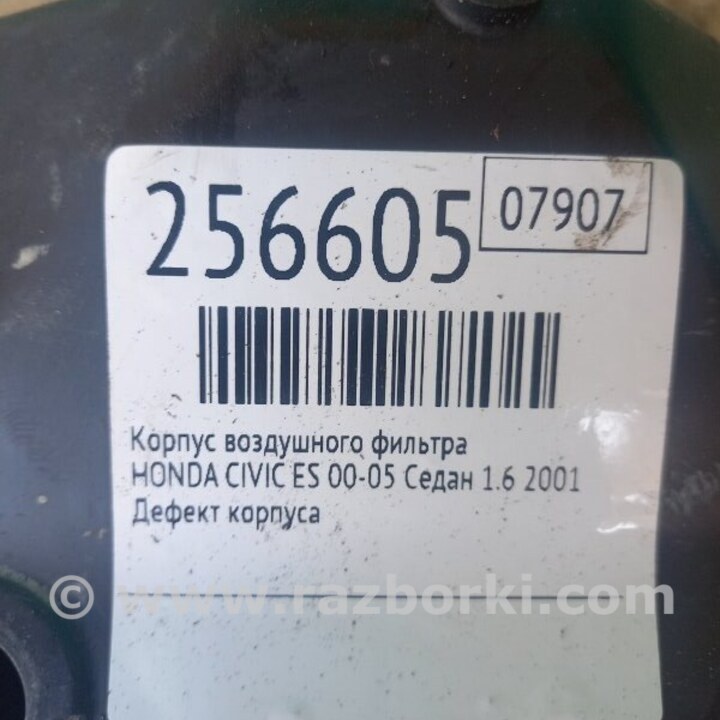 256605
07907
Корпус воздушного фильтра
HONDA CIVIC ES 00-05 Седан 1.6 2001
Дефект корпуса
© www.razborki.com